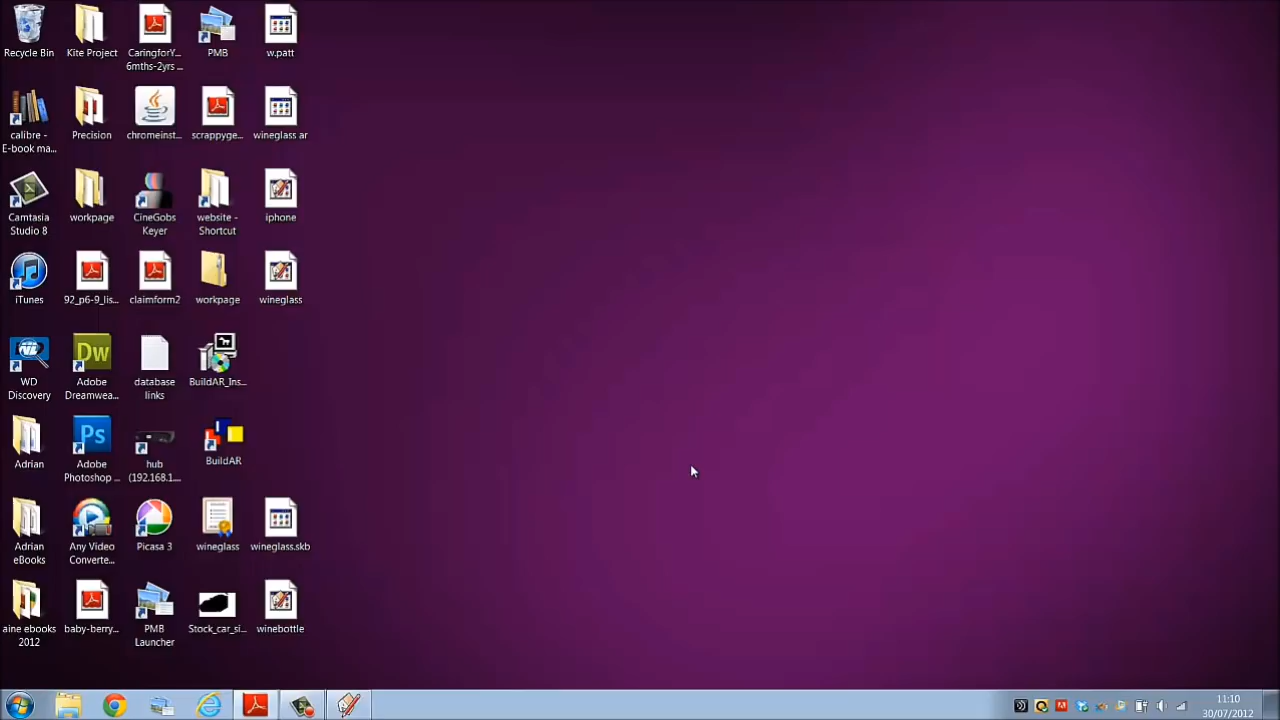 Recycle Bin
Kite Project
CaringforY...
6mths-2yrs ...
PMB
w.patt
calibre -
E-book ma...
Precision
chromeinst...
scrappyge...
wineglass ar
Camtasia
Studio 8
workpage
CineGobs
Keyer
website -
Shortcut
iphone
iTunes
92_p6-9_lis...
claimform2
workpage
wineglass
WD
Discovery
Dw
Adobe
Dreamwea...
database
links
BuildAR_Ins...
Adrian
Ps
Adobe
Photoshop ...
hub
(192.168.1....
BuildAR
Adrian
eBooks
Any Video
Converte...
Picasa 3
wineglass
wineglass.skb
aine ebooks
2012
baby-berry...
PMB
Launcher
Stock_car_si...
winebottle
11:10
30/07/2012